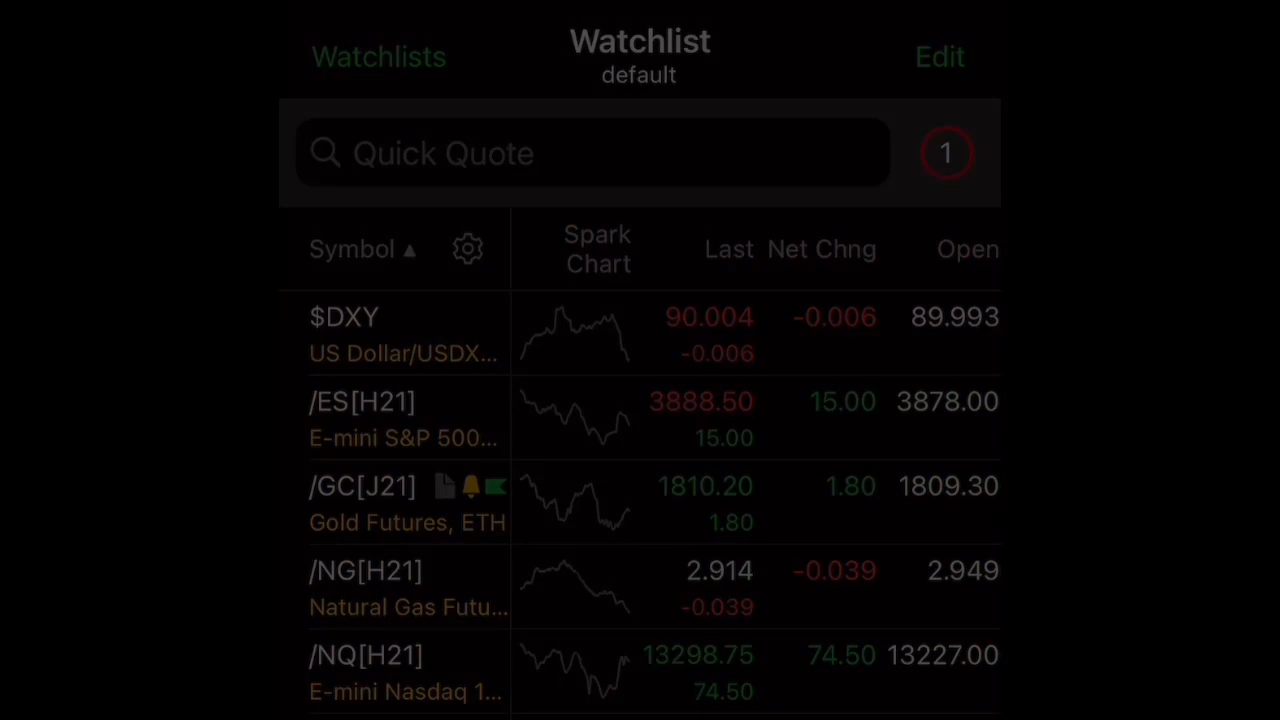 Watchlists
Watchlist
default
Edit
Quick Quote
1
Symbol ▲
Spark Chart
Last
Net Chng
Open
$DXY
90.004
-0.006
89.993
US Dollar/USDX...
-0.006
/ES[H21]
3888.50
15.00
3878.00
E-mini S&P 500...
15.00
/GC[J21]
1810.20
1.80
1809.30
Gold Futures, ETH
1.80
/NG[H21]
2.914
-0.039
2.949
Natural Gas Futu...
-0.039
/NQ[H21]
13298.75
74.50
13227.00
E-mini Nasdaq 1...
74.50